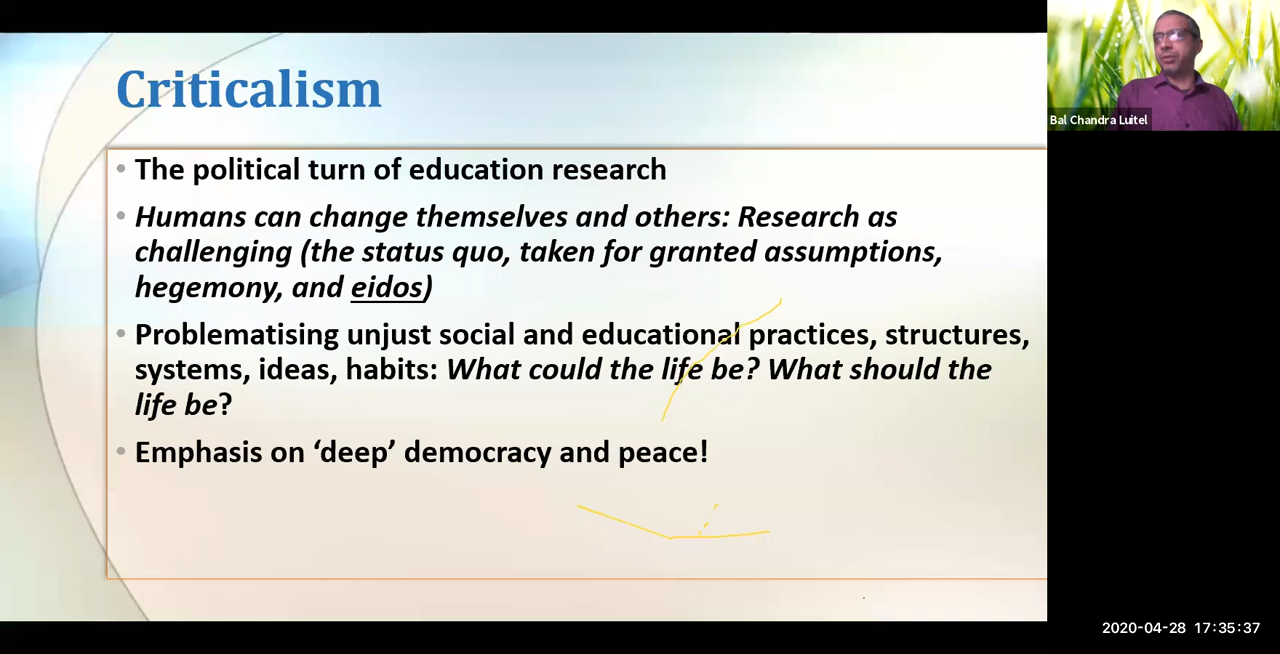 Criticalism
• The political turn of education research
• Humans can change themselves and others: Research as
challenging (the status quo, taken for granted assumptions,
hegemony, and eidos)
• Problematising unjust social and educational practices, structures,
systems, ideas, habits: What could the life be? What should the
life be?
• Emphasis on ‘deep’ democracy and peace!
Bal Chandra Luitel
2020-04-28 17:35:37